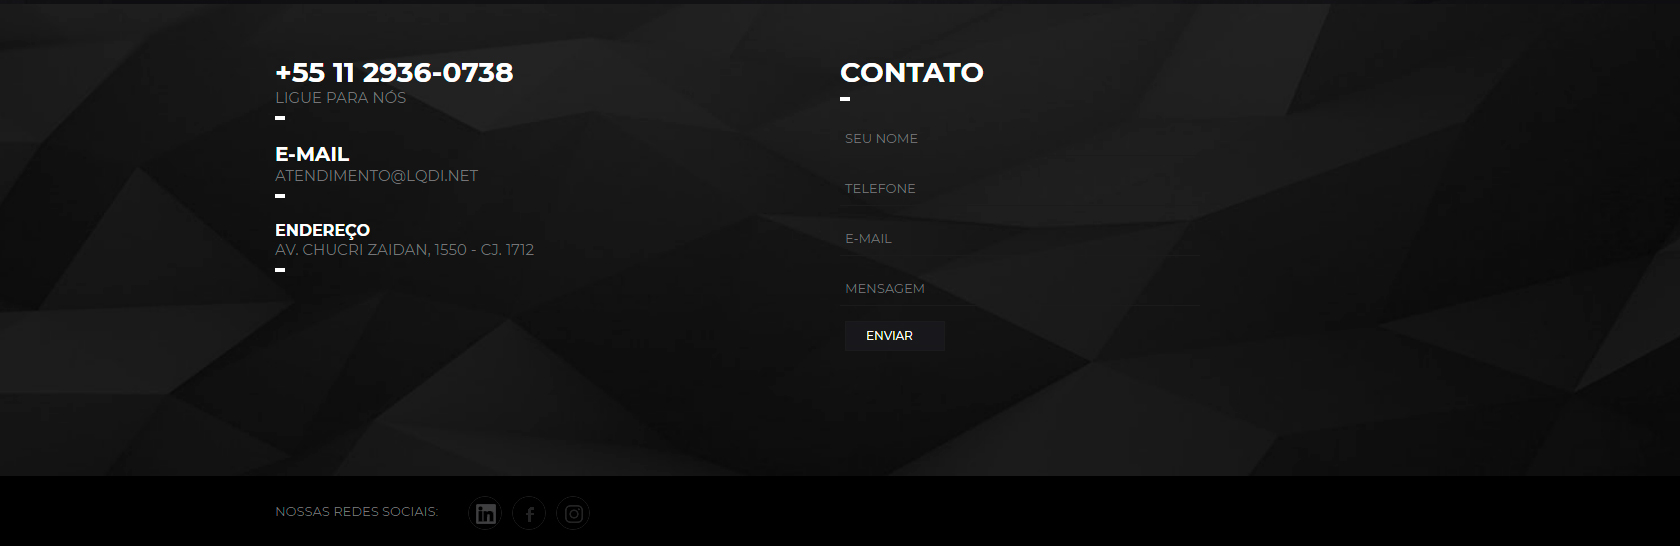 +55 11 2936-0738
LIGUE PARA NÓS
E-MAIL
ATENDIMENTO@LQDI.NET
ENDEREÇO
AV. CHUCRI ZAIDAN, 1550 - CJ. 1712
CONTATO
SEU NOME
TELEFONE
E-MAIL
MENSAGEM
ENVIAR
NOSSAS REDES SOCIAIS: